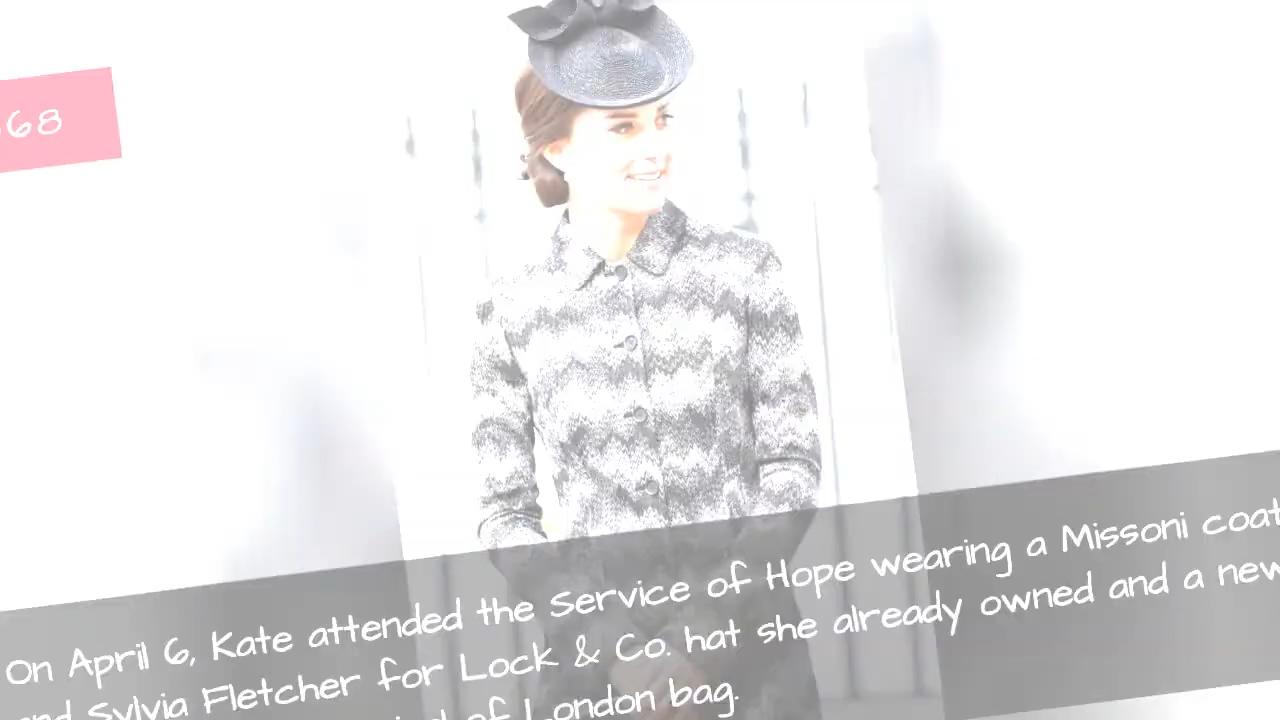 68
On April 6, Kate attended the Service of Hope wearing a Missoni coat
Sylvia Fletcher for Lock & Co. hat she already owned and a new
of London bag.